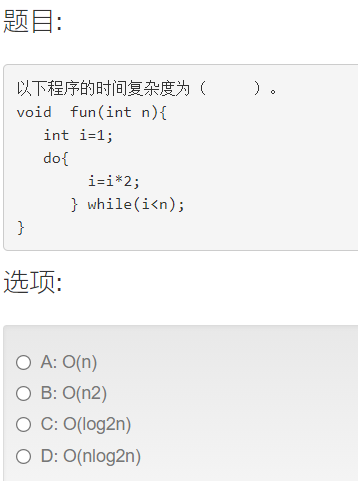 题目:
以下程序的时间复杂度为（　　）。
void  fun(int n){
   int i=1;
   do{
        i=i*2;
      } while(i<n);
}
选项:
A: O(n)
B: O(n2)
C: O(log2n)
D: O(nlog2n)